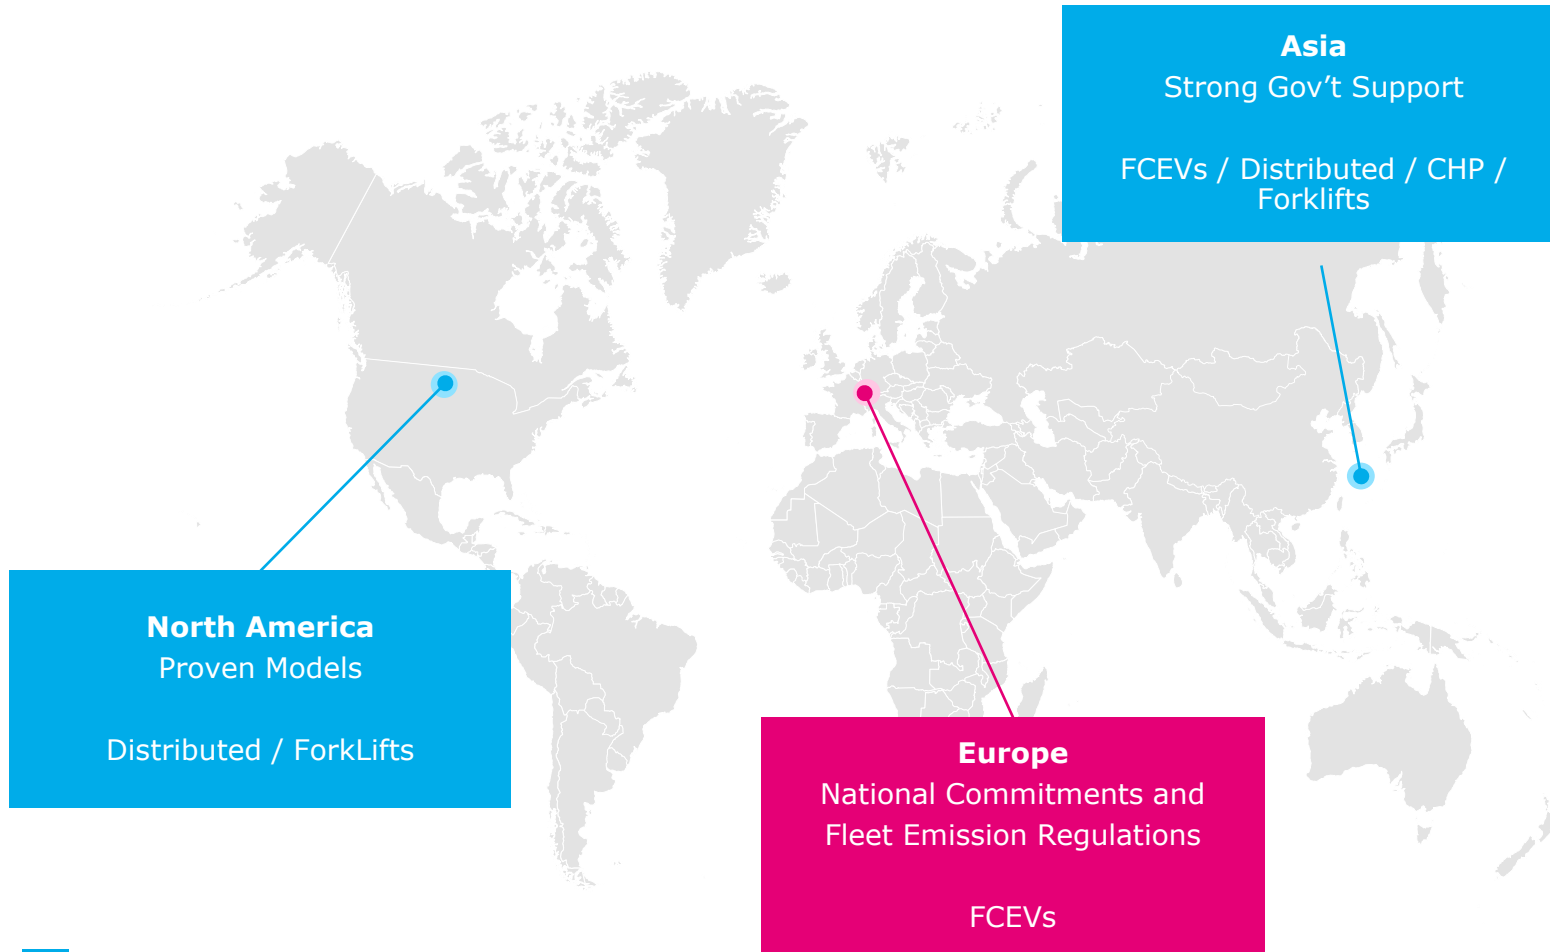 Asia
Strong Gov’t Support
FCEVs / Distributed / CHP /
Forklifts
North America
Proven Models
Distributed / ForkLifts
Europe
National Commitments and
Fleet Emission Regulations
FCEVs